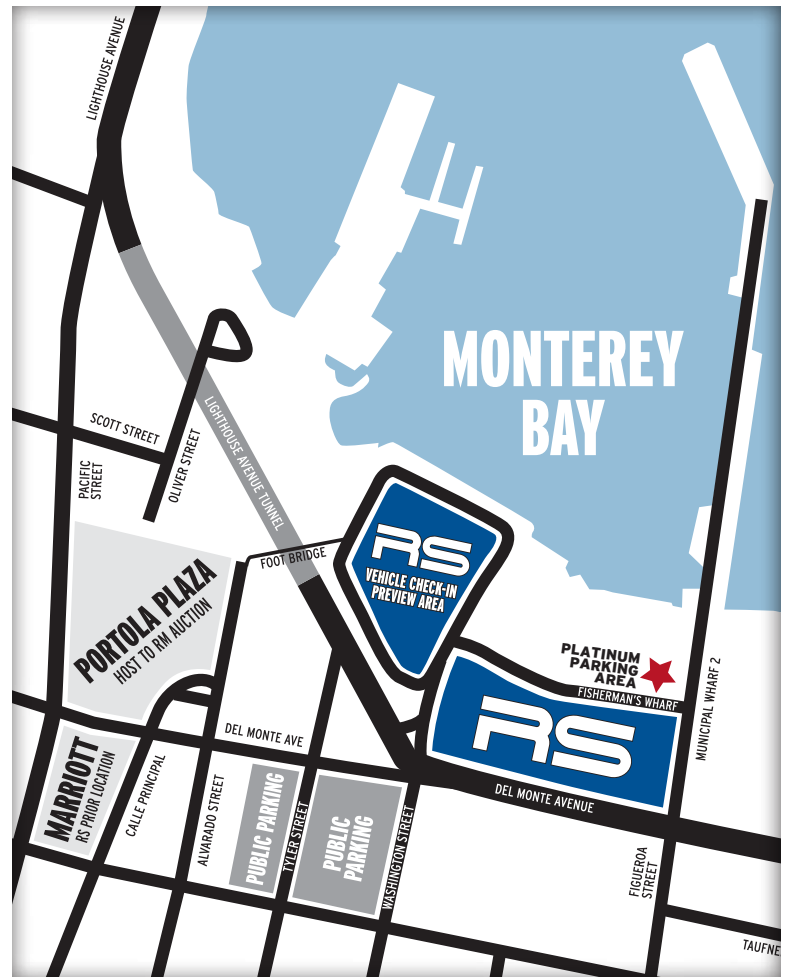 LIGHTHOUSE AVENUE
MONTEREY
BAY
SCOTT STREET
PACIFIC
STREET
OLIVER STREET
LIGHTHOUSE AVENUE TUNNEL
FOOT BRIDGE
RS
VEHICLE CHECK-IN
PREVIEW AREA
PORTOLA PLAZA
HOST TO RM AUCTION
PLATINUM
PARKING
AREA
FISHERMAN'S WHARF
MUNICIPAL WHARF 2
RS
DEL MONTE AVE
DEL MONTE AVENUE
MARRIOTT
RS PRIOR LOCATION
CALLE PRINCIPAL
ALVARADO STREET
PUBLIC PARKING
TYLER STREET
PUBLIC
PARKING
WASHINGTON STREET
FIGUEROA
STREET
TAUFNE